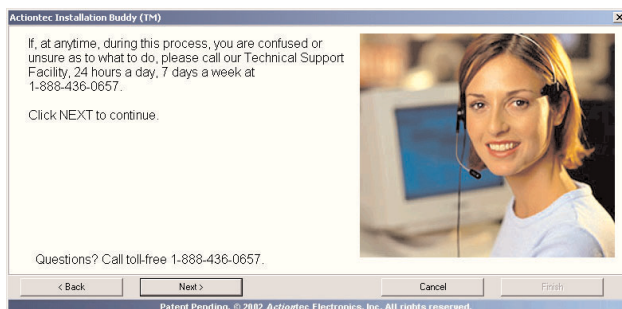 Actiontec Installation Buddy (TM)
If, at anytime, during this process, you are confused or
unsure as to what to do, please call our Technical Support
Facility, 24 hours a day, 7 days a week at
1-888-436-0657.
Click NEXT to continue.
Questions? Call toll-free 1-888-436-0657.
< Back
Next >
Cancel
Finish
Patent Pending, © 2002 Actiontec Electronics, Inc. All rights reserved.